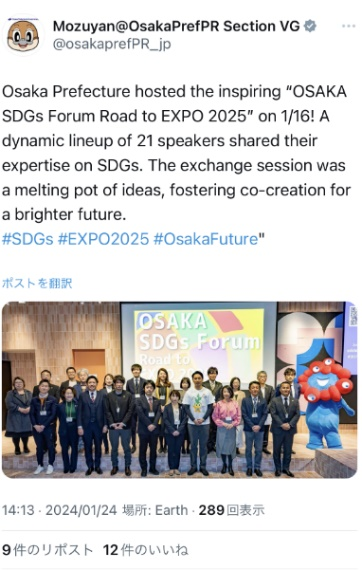 Mozuyan@OsakaPrefPR Section VG
@osakaprefPR_jp
Osaka Prefecture hosted the inspiring “OSAKA
SDGs Forum Road to EXPO 2025” on 1/16! A
dynamic lineup of 21 speakers shared their
expertise on SDGs. The exchange session was
a melting pot of ideas, fostering co-creation for
a brighter future.
#SDGs #EXPO2025 #OsakaFuture"
ポストを翻訳
OSAKA
SDGs Forum
Road to
14:13 · 2024/01/24 場所: Earth · 289 回表示
9 件のリポスト 12 件のいいね